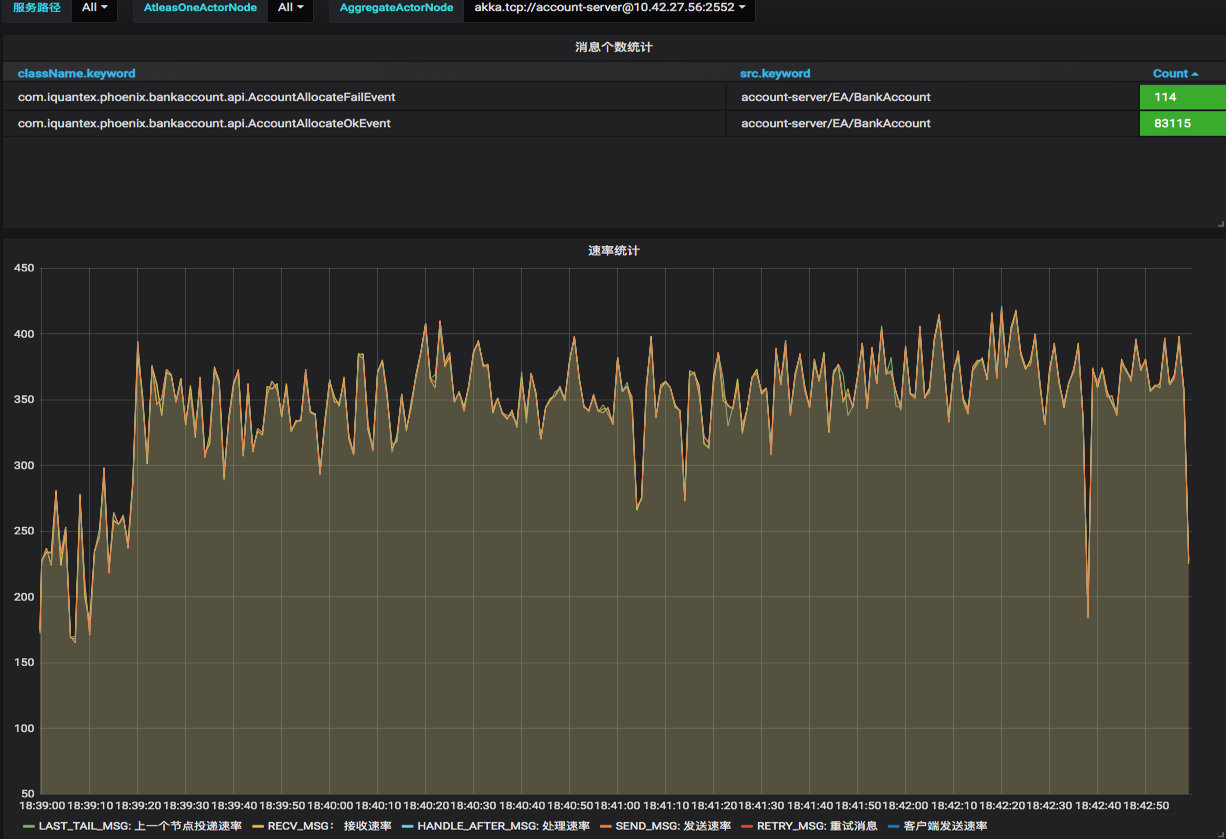 服务路径 All AtleasOneActorNode All AggregateActorNode akka.tcp://account-server@10.42.27.56:2552
消息个数统计
className.keyword src.keyword Count
com.iquantex.phoenix.bankaccount.api.AccountAllocateFailEvent account-server/EA/BankAccount 114
com.iquantex.phoenix.bankaccount.api.AccountAllocateOkEvent account-server/EA/BankAccount 83115
速率统计
450
400
350
300
250
200
150
100
50
18:39:00 18:39:10 18:39:20 18:39:30 18:39:40 18:39:50 18:40:00 18:40:10 18:40:20 18:40:30 18:40:40 18:40:50 18:41:00 18:41:10 18:41:20 18:41:30 18:41:40 18:41:50 18:42:00 18:42:10 18:42:20 18:42:30 18:42:40 18:42:50
LAST_TAIL_MSG: 上一个节点投递速率 RECV_MSG： 接收速率 HANDLE_AFTER_MSG: 处理速率 SEND_MSG: 发送速率 RETRY_MSG: 重试消息 客户端发送速率